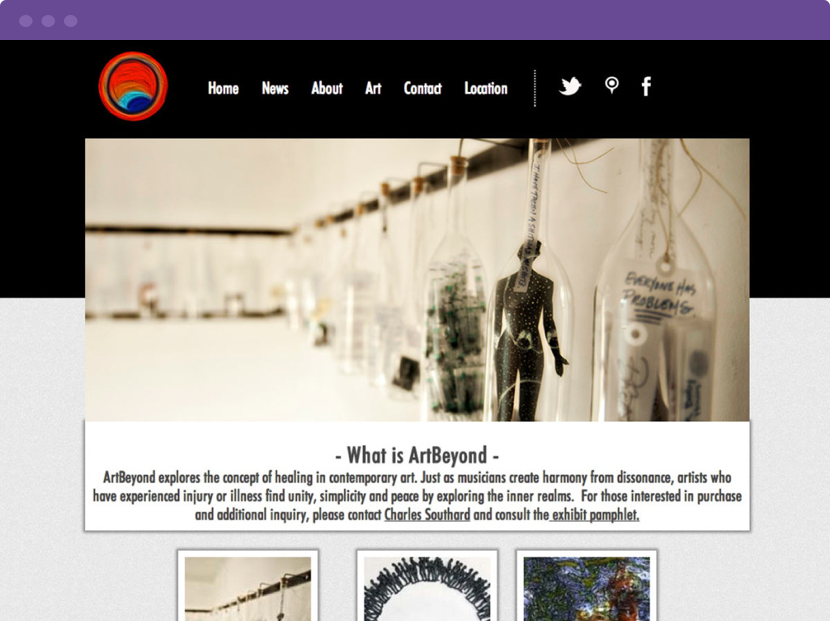 Home News About Art Contact Location
EVERYONE HAS
PROBLEMS
- What is ArtBeyond -
ArtBeyond explores the concept of healing in contemporary art. Just as musicians create harmony from dissonance, artists who
have experienced injury or illness find unity, simplicity and peace by exploring the inner realms. For those interested in purchase
and additional inquiry, please contact Charles Southard and consult the exhibit pamphlet.